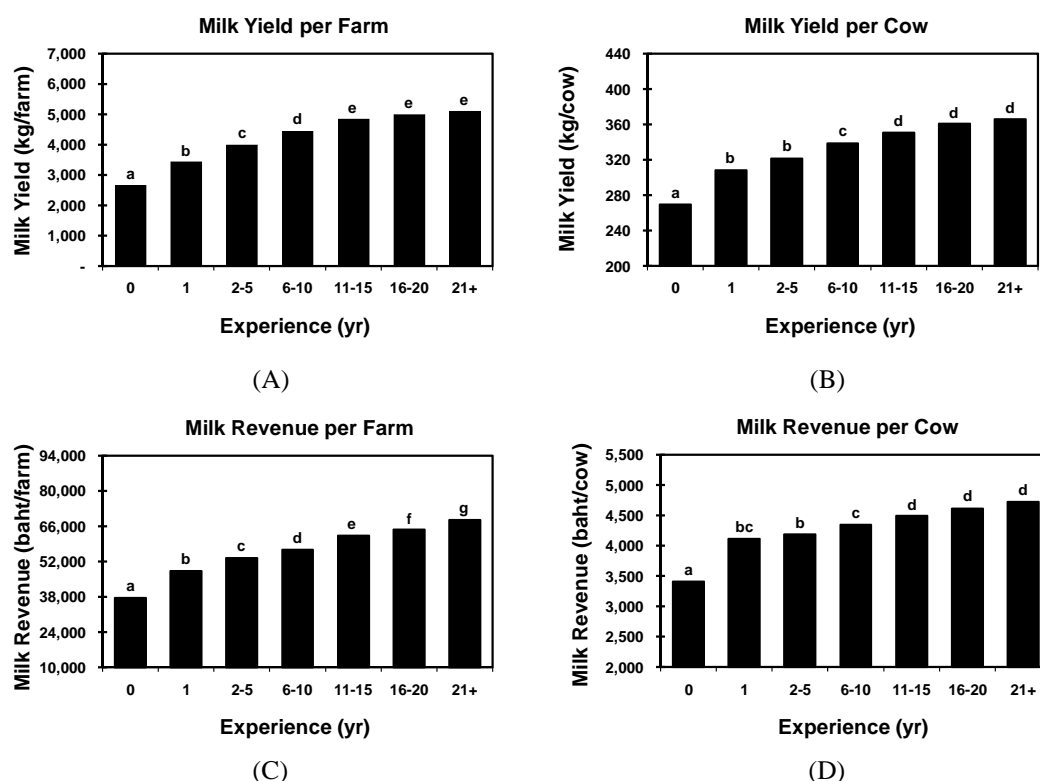 Milk Yield per Farm
Milk Yield (kg/farm)
7,000
6,000
5,000
4,000
3,000
2,000
1,000
-
a
b
c
d
e
e
e
0 1 2-5 6-10 11-15 16-20 21+
Experience (yr)
(A)
Milk Yield per Cow
Milk Yield (kg/cow)
440
400
360
320
280
240
200
a
b
b
c
d
d
d
0 1 2-5 6-10 11-15 16-20 21+
Experience (yr)
(B)
Milk Revenue per Farm
Milk Revenue (baht/farm)
94,000
80,000
66,000
52,000
38,000
24,000
10,000
a
b
c
d
e
f
g
0 1 2-5 6-10 11-15 16-20 21+
Experience (yr)
(C)
Milk Revenue per Cow
Milk Revenue (baht/cow)
5,500
5,000
4,500
4,000
3,500
3,000
2,500
2,000
a
bc
b
c
d
d
d
0 1 2-5 6-10 11-15 16-20 21+
Experience (yr)
(D)